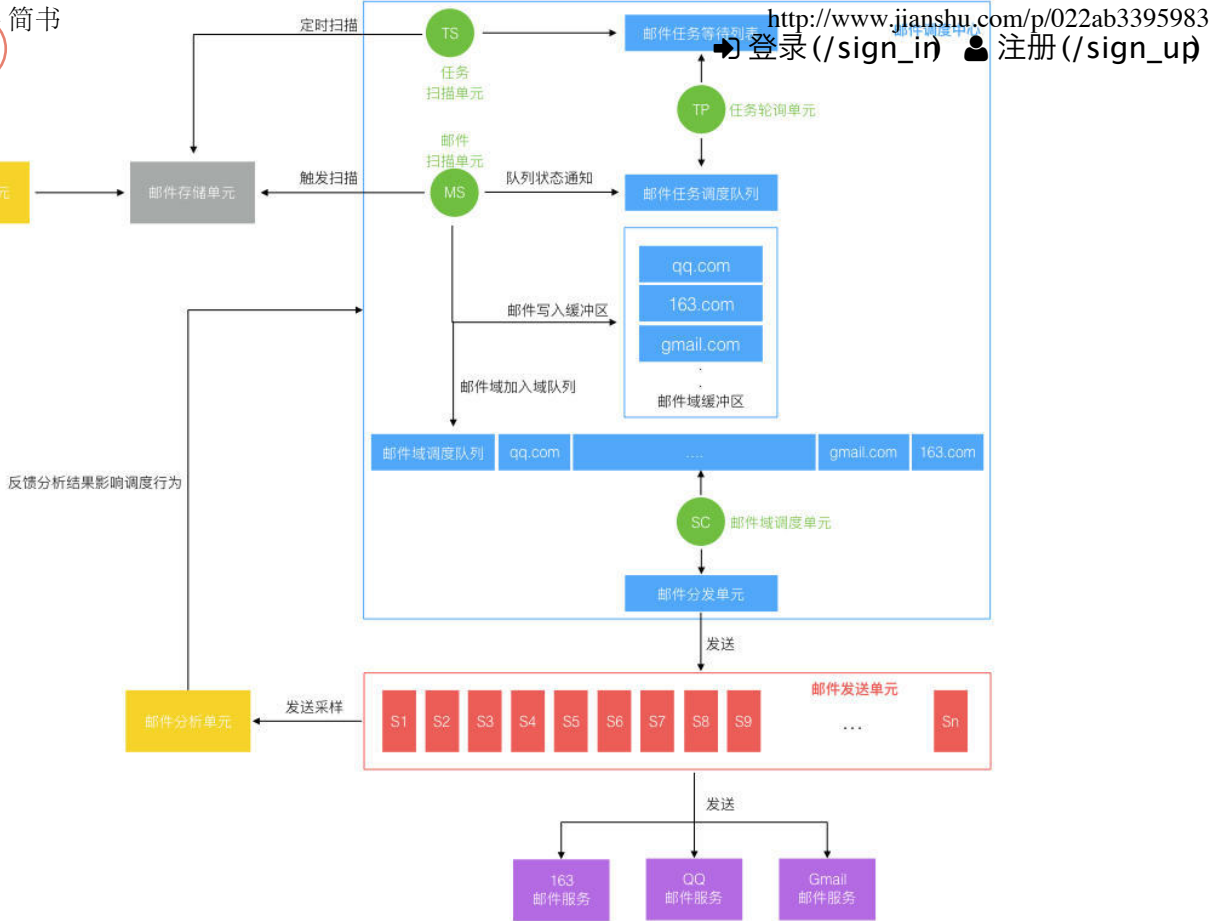 简书
http://www.jianshu.com/p/022ab3395983
登录(/sign_in)
注册(/sign_up)
定时扫描
TS
邮件任务等待列表
邮件调度中心
任务
扫描单元
TP
任务轮询单元
邮件
扫描单元
元
邮件存储单元
触发扫描
MS
队列状态通知
邮件任务调度队列
qq.com
163.com
gmail.com
.
.
邮件域缓冲区
邮件写入缓冲区
邮件域加入域队列
邮件域调度队列
qq.com
....
gmail.com
163.com
反馈分析结果影响调度行为
SC
邮件域调度单元
邮件分发单元
发送
邮件发送单元
邮件分析单元
发送采样
S1
S2
S3
S4
S5
S6
S7
S8
S9
...
Sn
发送
163
邮件服务
QQ
邮件服务
Gmail
邮件服务